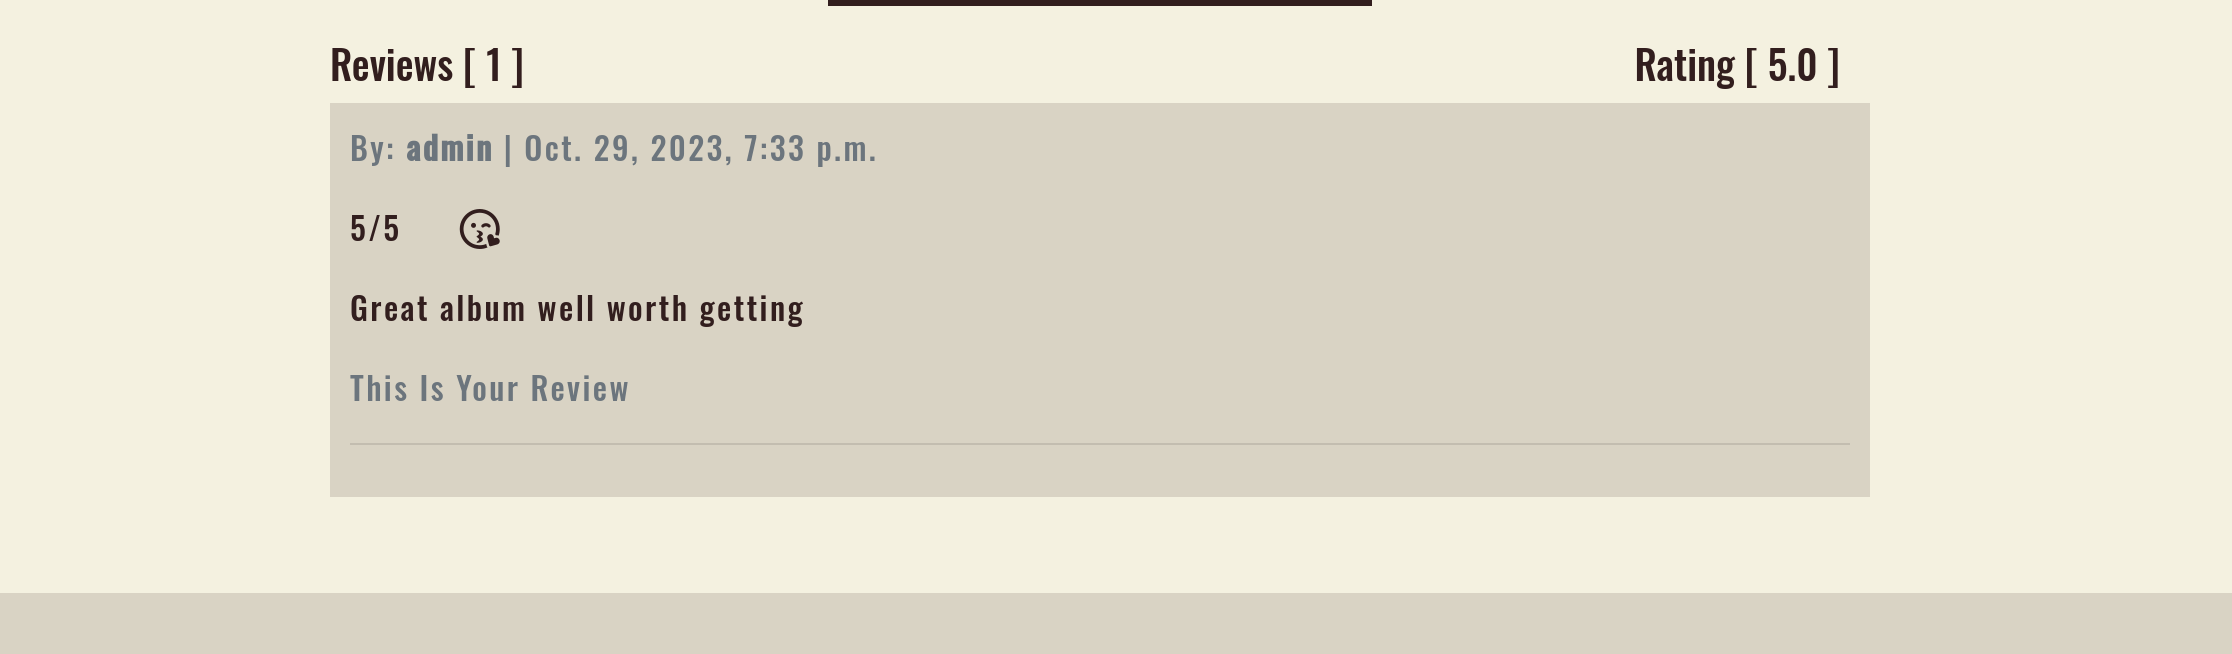 Reviews [ 1 ]
Rating [ 5.0 ]
By: admin | Oct. 29, 2023, 7:33 p.m.
5/5
Great album well worth getting
This Is Your Review